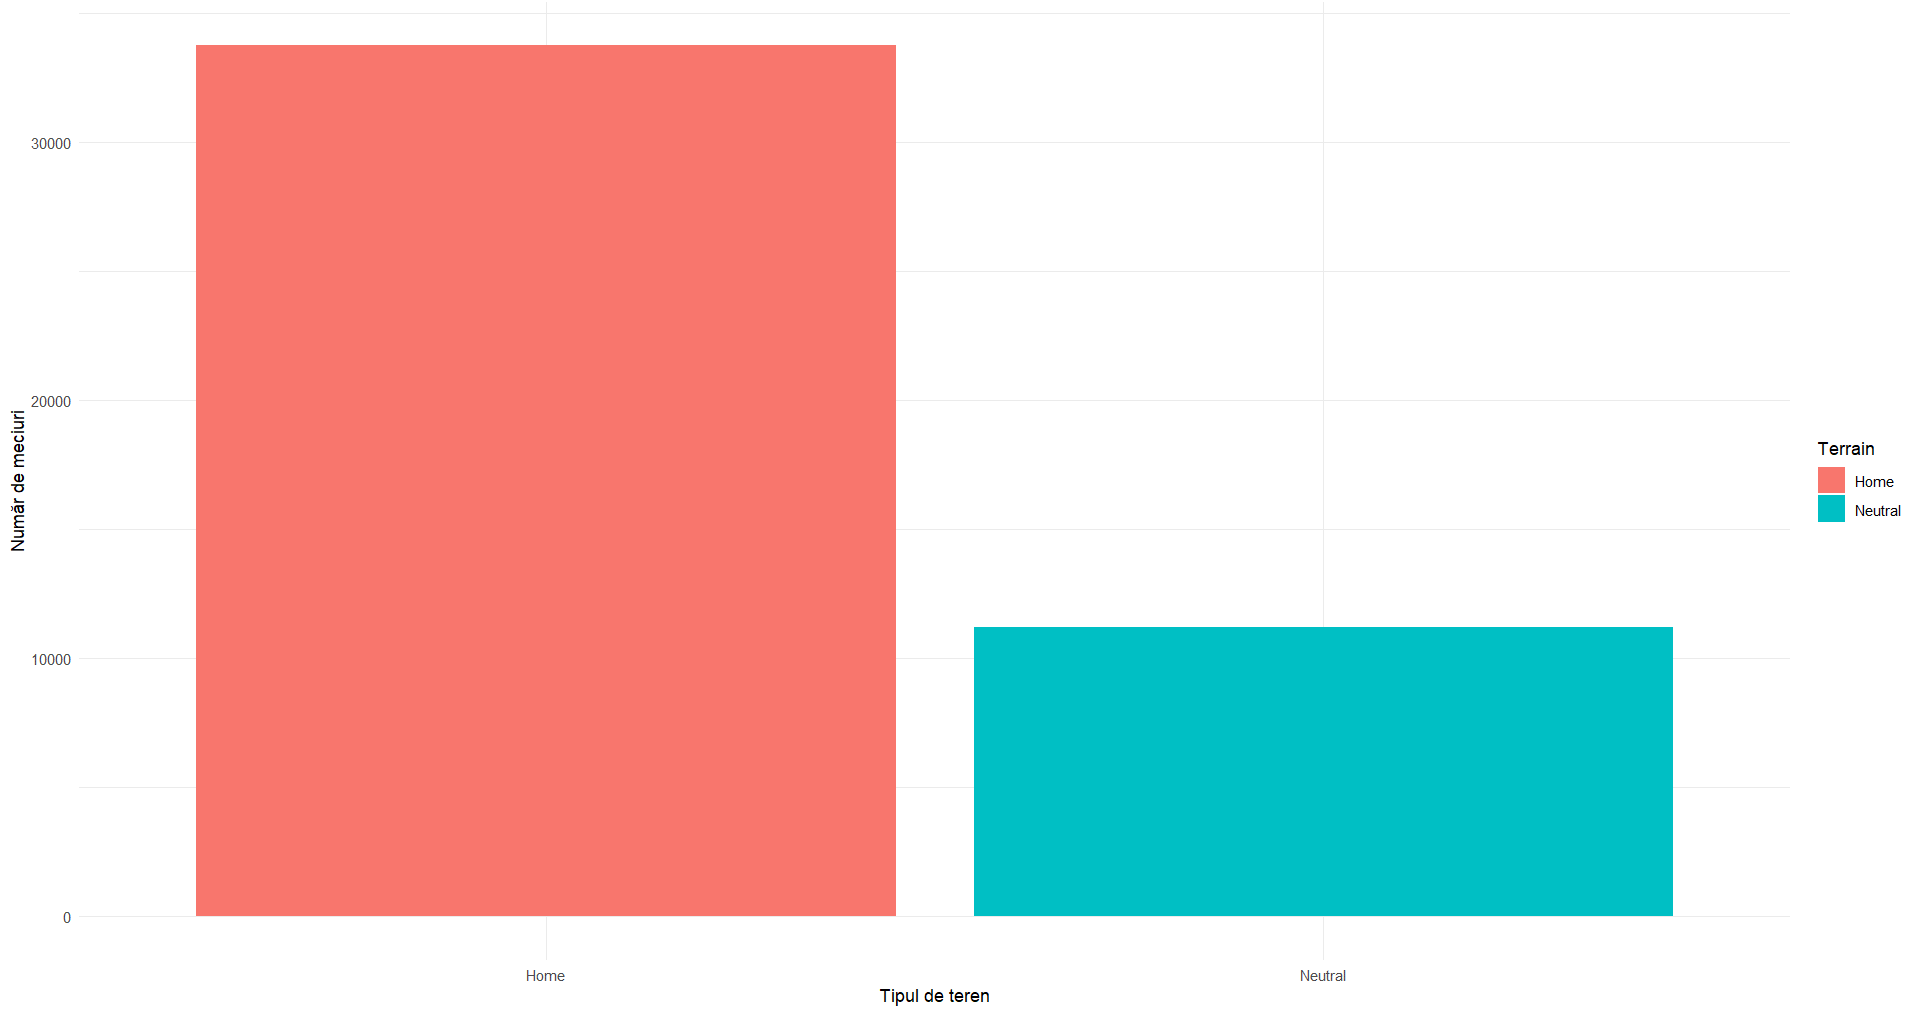 30000
20000
10000
0
Număr de meciuri
Home
Neutral
Tipul de teren
Terrain
Home
Neutral